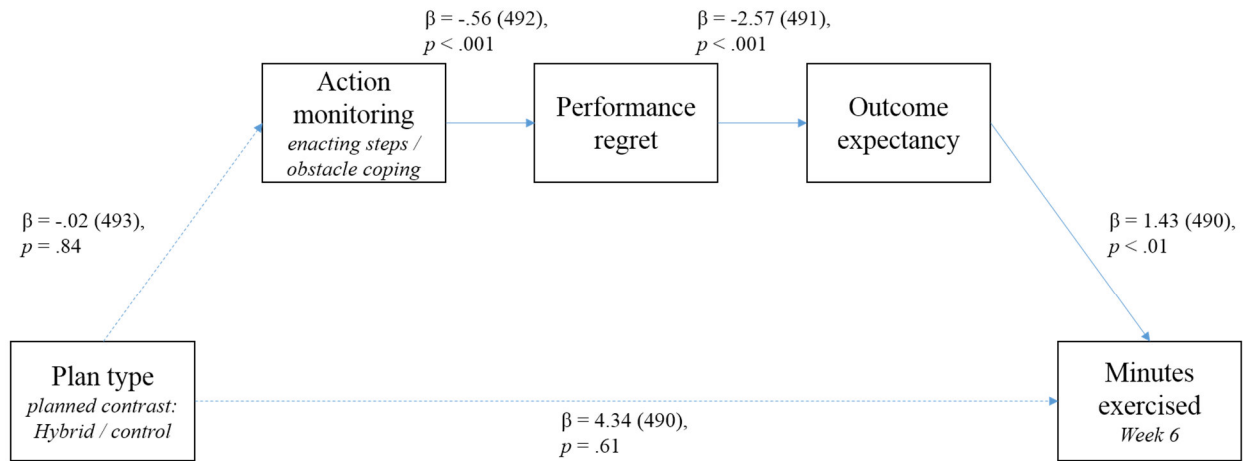 β = -.56 (492),
p < .001
β = -2.57 (491),
p < .001
Action
monitoring
enacting steps /
obstacle coping
Performance
regret
Outcome
expectancy
β = -.02 (493),
p = .84
β = 1.43 (490),
p < .01
Plan type
planned contrast:
Hybrid / control
β = 4.34 (490),
p = .61
Minutes
exercised
Week 6